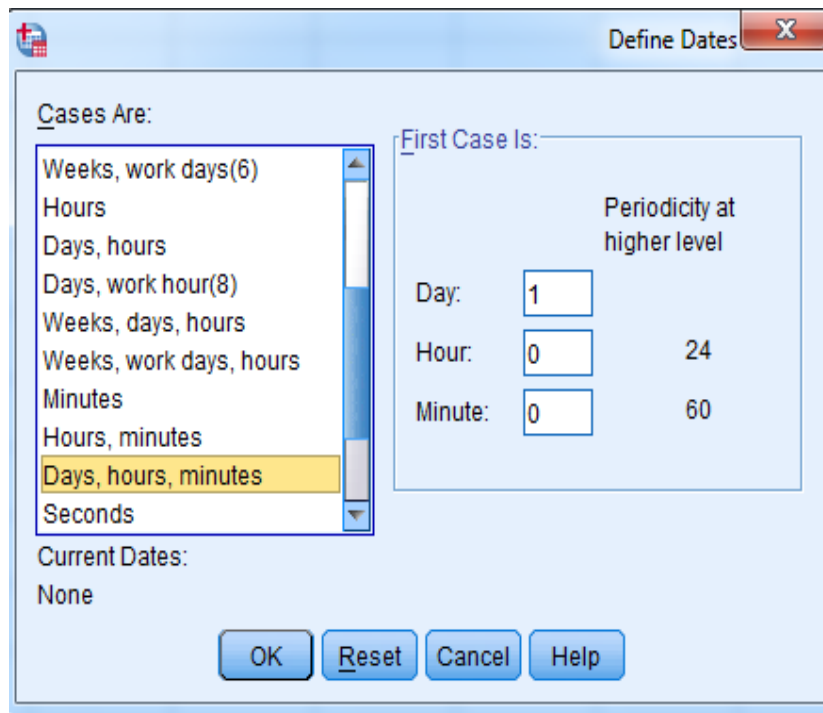 Define Dates
Cases Are:
Weeks, work days(6)
Hours
Days, hours
Days, work hour(8)
Weeks, days, hours
Weeks, work days, hours
Minutes
Hours, minutes
Days, hours, minutes
Seconds
Current Dates:
None
First Case Is:
Periodicity at
higher level
Day: 1
Hour: 0 24
Minute: 0 60
OK Reset Cancel Help